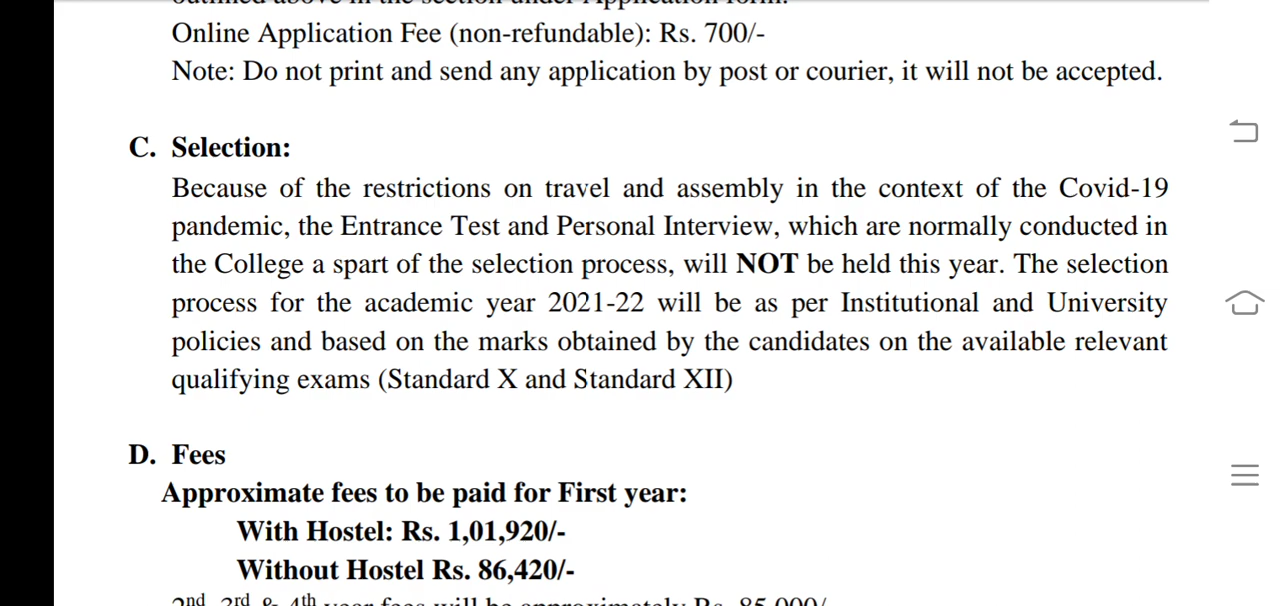 Online Application Fee (non-refundable): Rs. 700/-
Note: Do not print and send any application by post or courier, it will not be accepted.
C. Selection:
Because of the restrictions on travel and assembly in the context of the Covid-19
pandemic, the Entrance Test and Personal Interview, which are normally conducted in
the College a spart of the selection process, will NOT be held this year. The selection
process for the academic year 2021-22 will be as per Institutional and University
policies and based on the marks obtained by the candidates on the available relevant
qualifying exams (Standard X and Standard XII)
D. Fees
Approximate fees to be paid for First year:
With Hostel: Rs. 1,01,920/-
Without Hostel Rs. 86,420/-